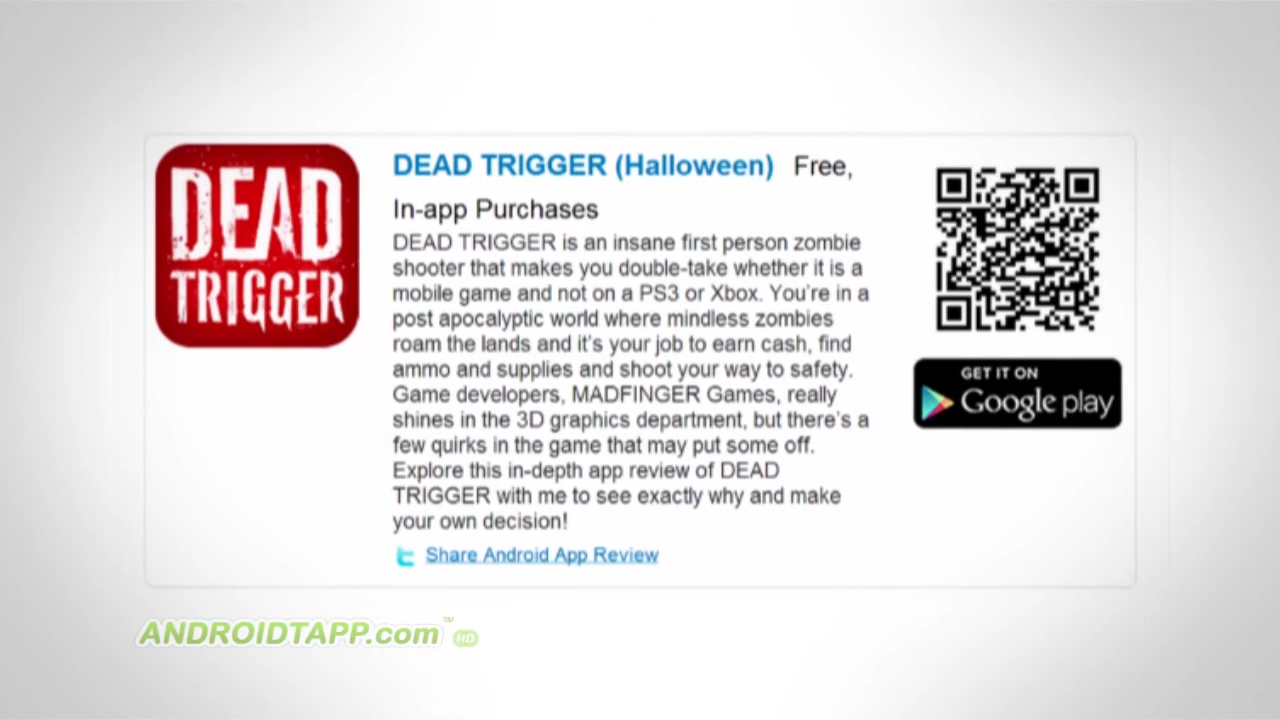 DEAD
TRIGGER
DEAD TRIGGER (Halloween) Free,
In-app Purchases
DEAD TRIGGER is an insane first person zombie
shooter that makes you double-take whether it is a
mobile game and not on a PS3 or Xbox. You're in a
post apocalyptic world where mindless zombies
roam the lands and it's your job to earn cash, find
ammo and supplies and shoot your way to safety.
Game developers, MADFINGER Games, really
shines in the 3D graphics department, but there's a
few quirks in the game that may put some off.
Explore this in-depth app review of DEAD
TRIGGER with me to see exactly why and make
your own decision!
Share Android App Review
GET IT ON
Google play
ANDROIDTAPP.com™ HD